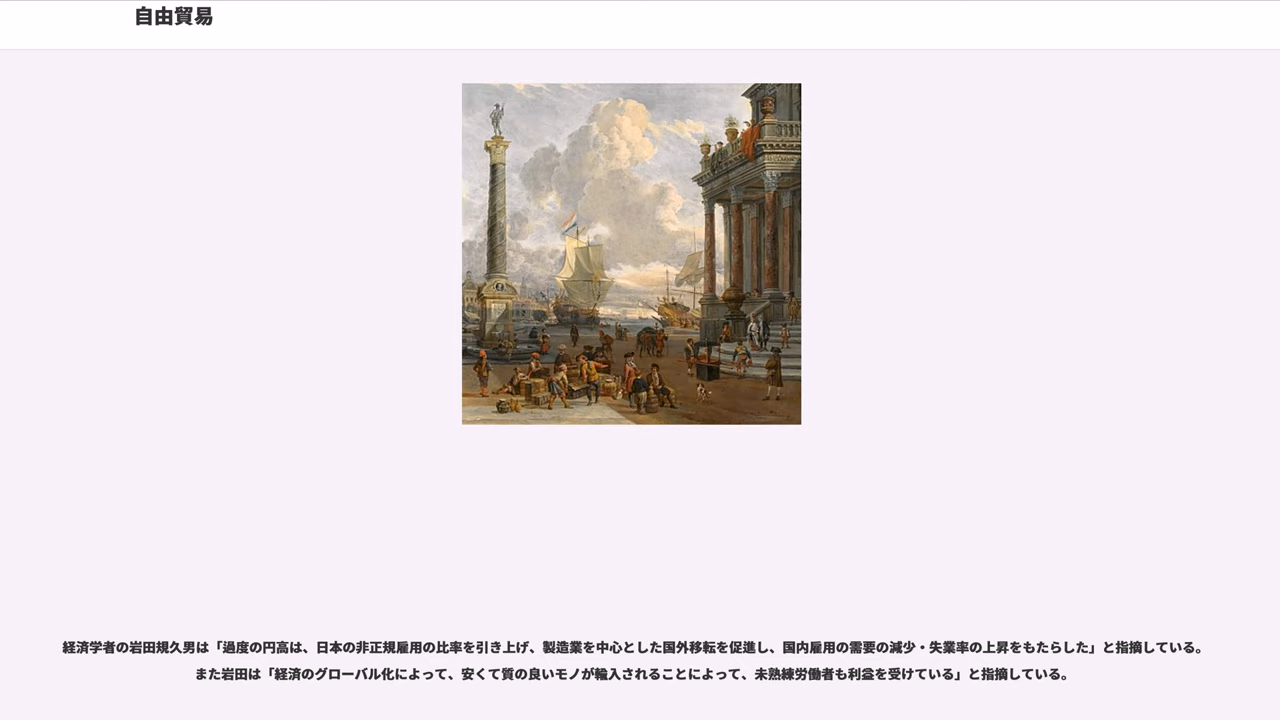 自由貿易
経済学者の岩田規久男は「過度の円高は、日本の非正規雇用の比率を引き上げ、製造業を中心とした国外移転を促進し、国内雇用の需要の減少・失業率の上昇をもたらした」と指摘している。
また岩田は「経済のグローバル化によって、安くて質の良いモノが輸入されることによって、未熟練労働者も利益を受けている」と指摘している。